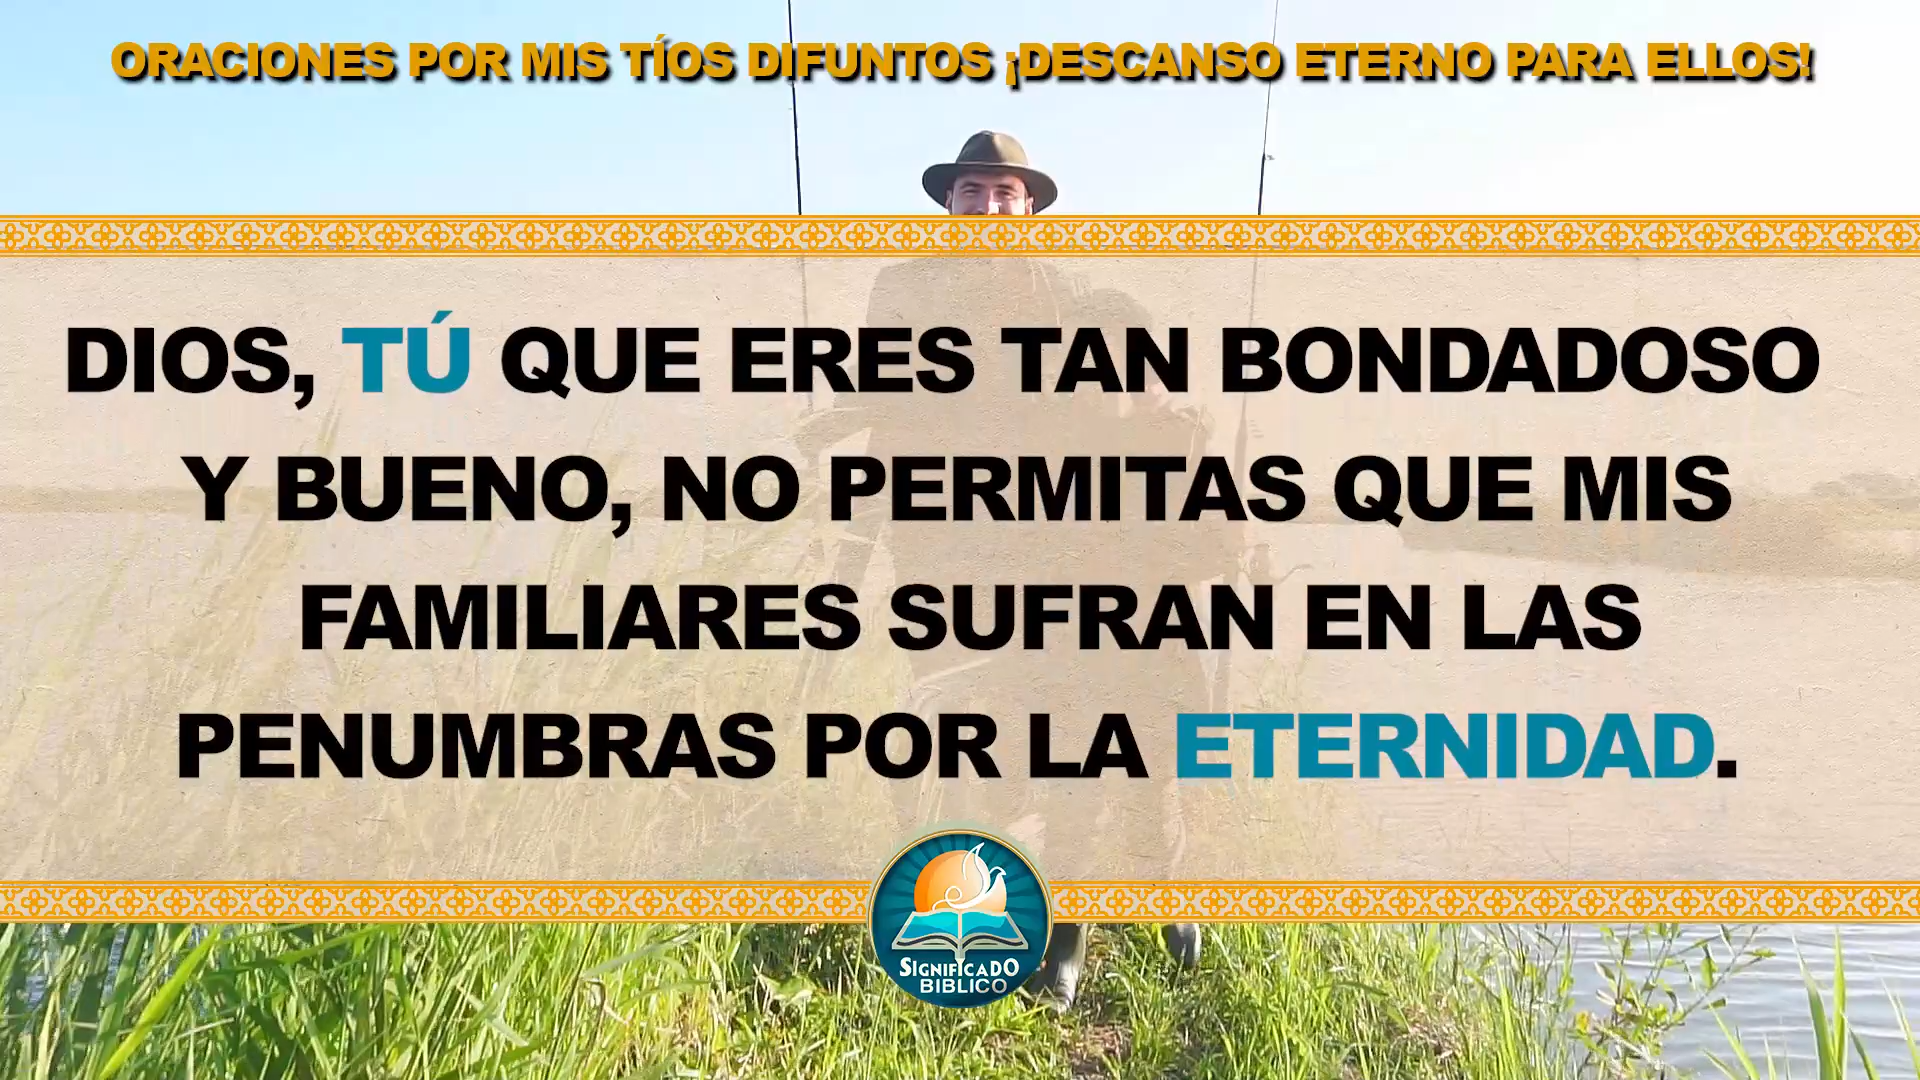 ORACIONES POR MIS TÍOS DIFUNTOS ¡DESCANSO ETERNO PARA ELLOS!
DIOS, TÚ QUE ERES TAN BONDADOSO
Y BUENO, NO PERMITAS QUE MIS
FAMILIARES SUFRAN EN LAS
PENUMBRAS POR LA ETERNIDAD.
SIGNIFICADO
BIBLICO